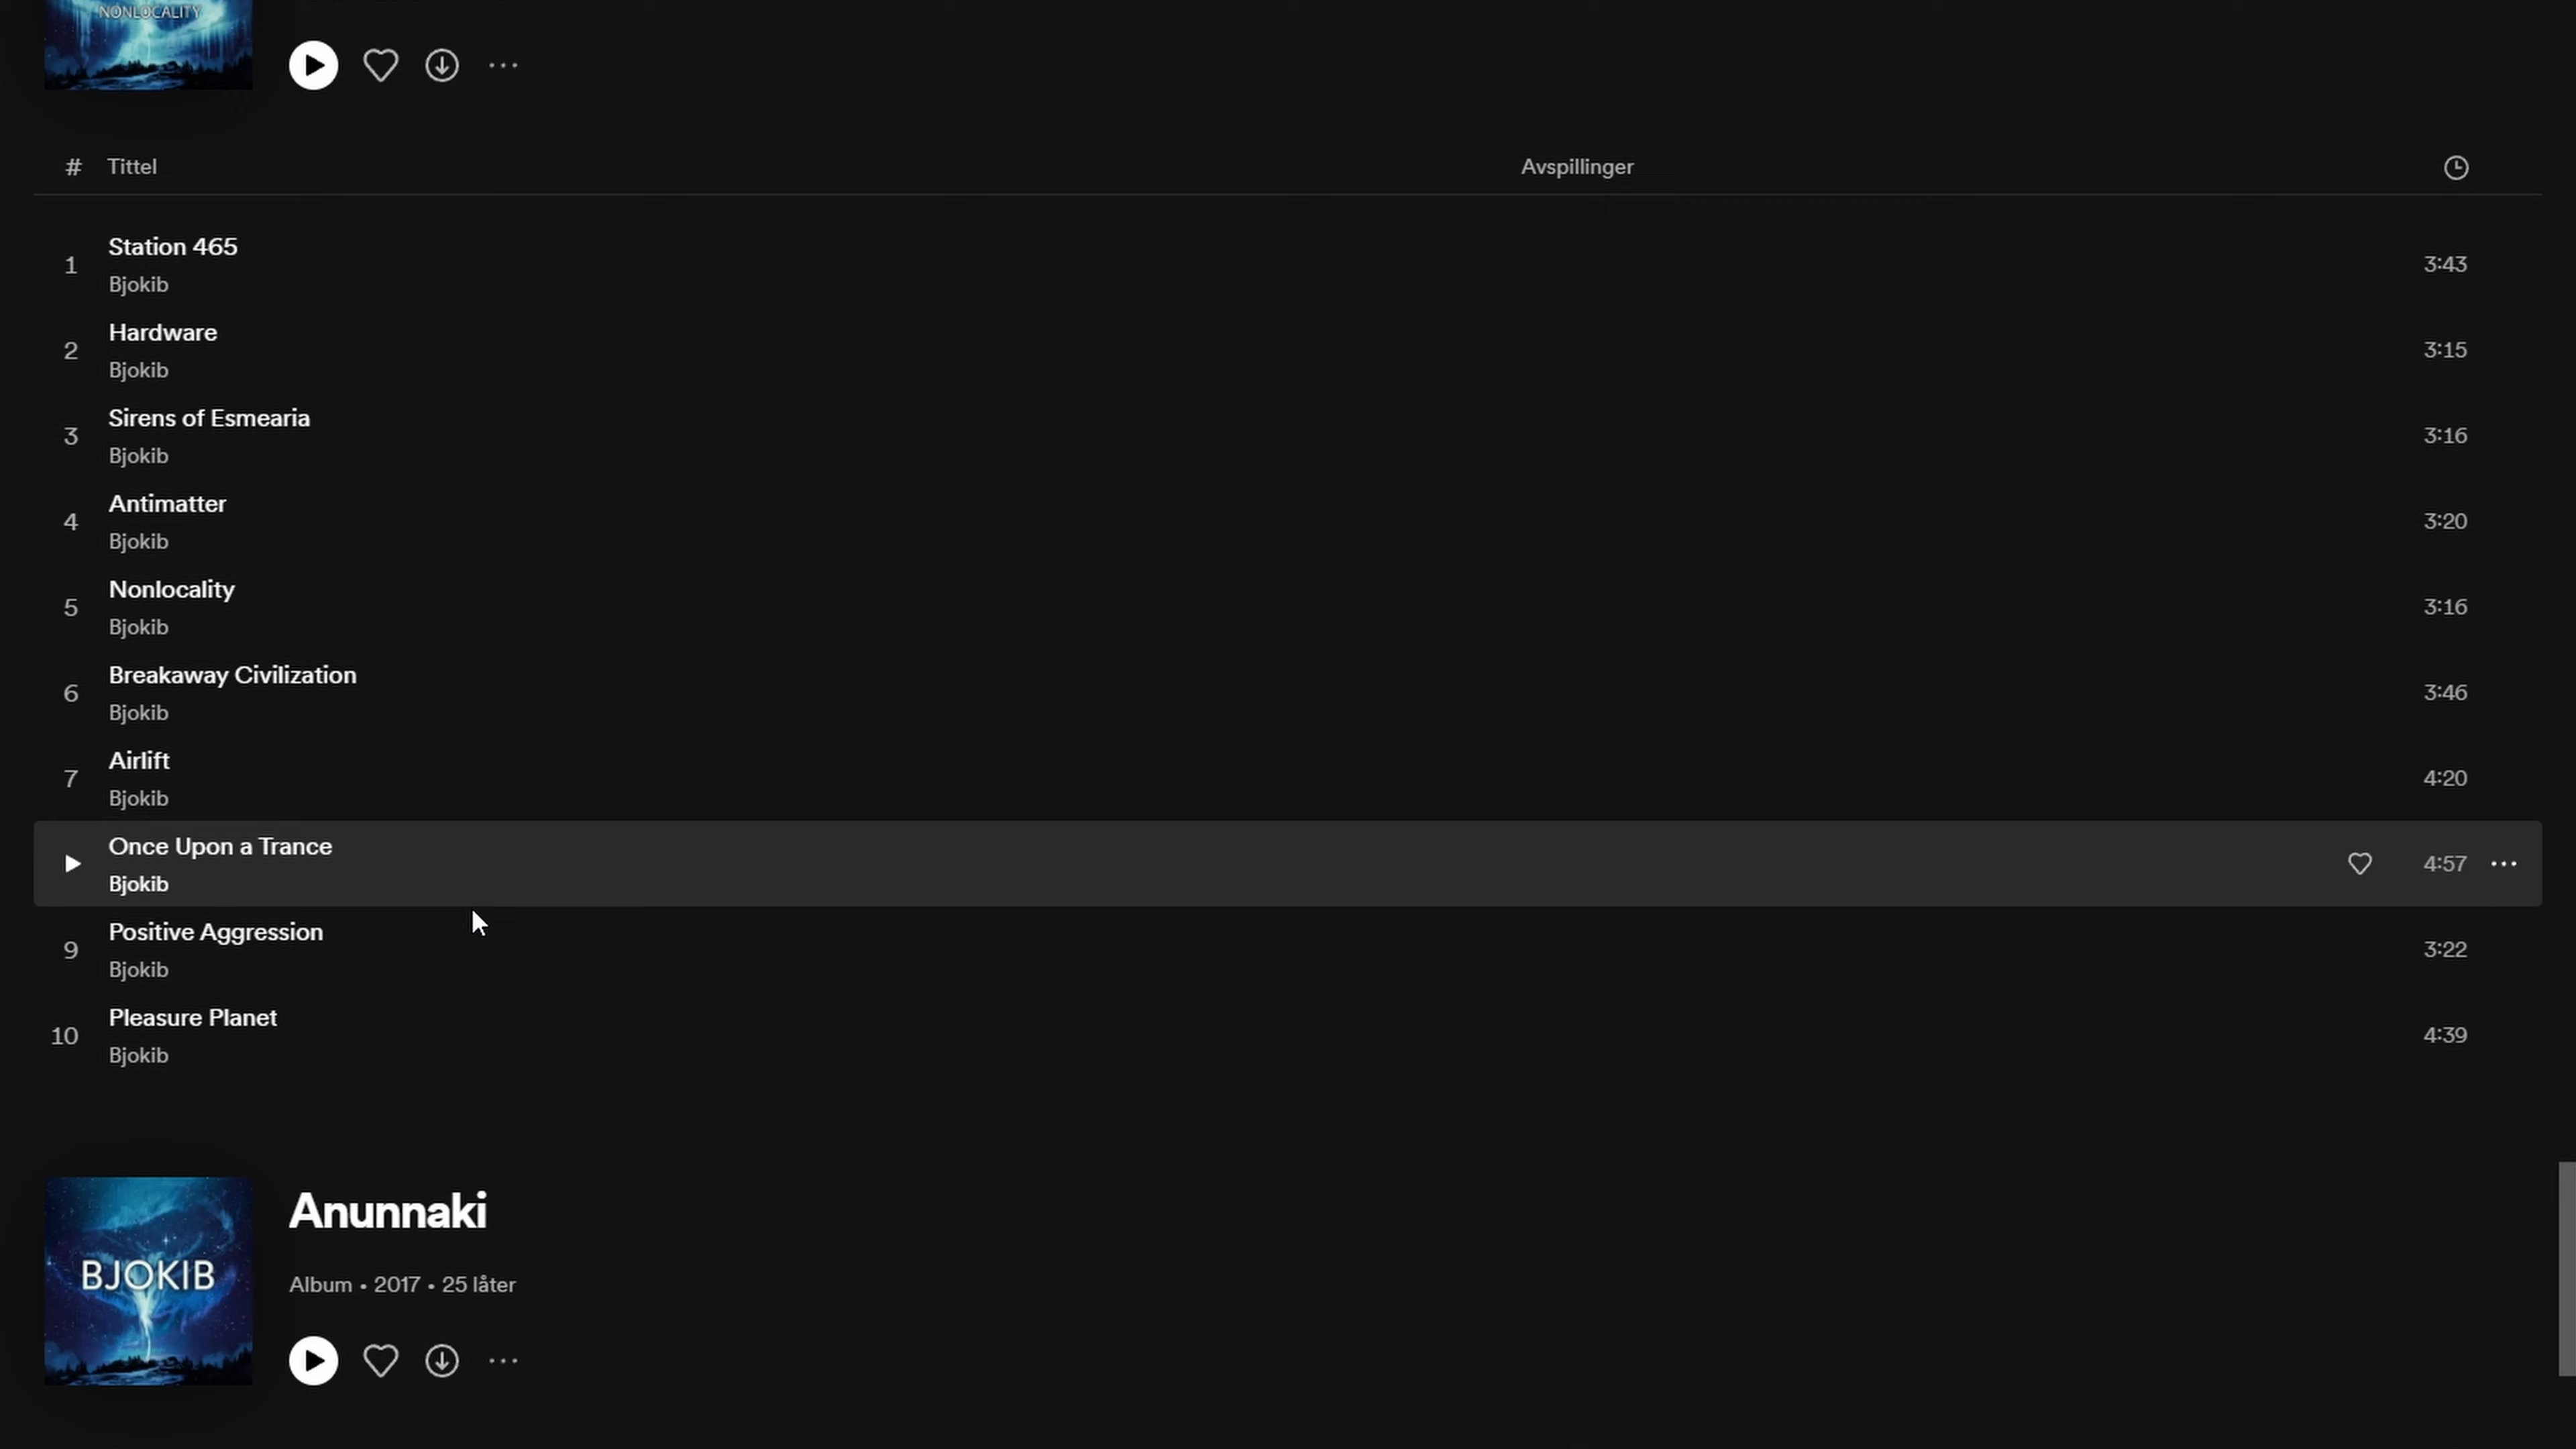 NONLOCALITY
# Tittel Avspillinger
Station 465
1 3:43
Bjokib
Hardware
2 3:15
Bjokib
Sirens of Esmearia
3 3:16
Bjokib
Antimatter
4 3:20
Bjokib
Nonlocality
5 3:16
Bjokib
Breakaway Civilization
6 3:46
Bjokib
Airlift
7 4:20
Bjokib
Once Upon a Trance
4:57
Bjokib
Positive Aggression
9 3:22
Bjokib
Pleasure Planet
10 4:39
Bjokib
Anunnaki
BJOKIB
Album • 2017 • 25 låter